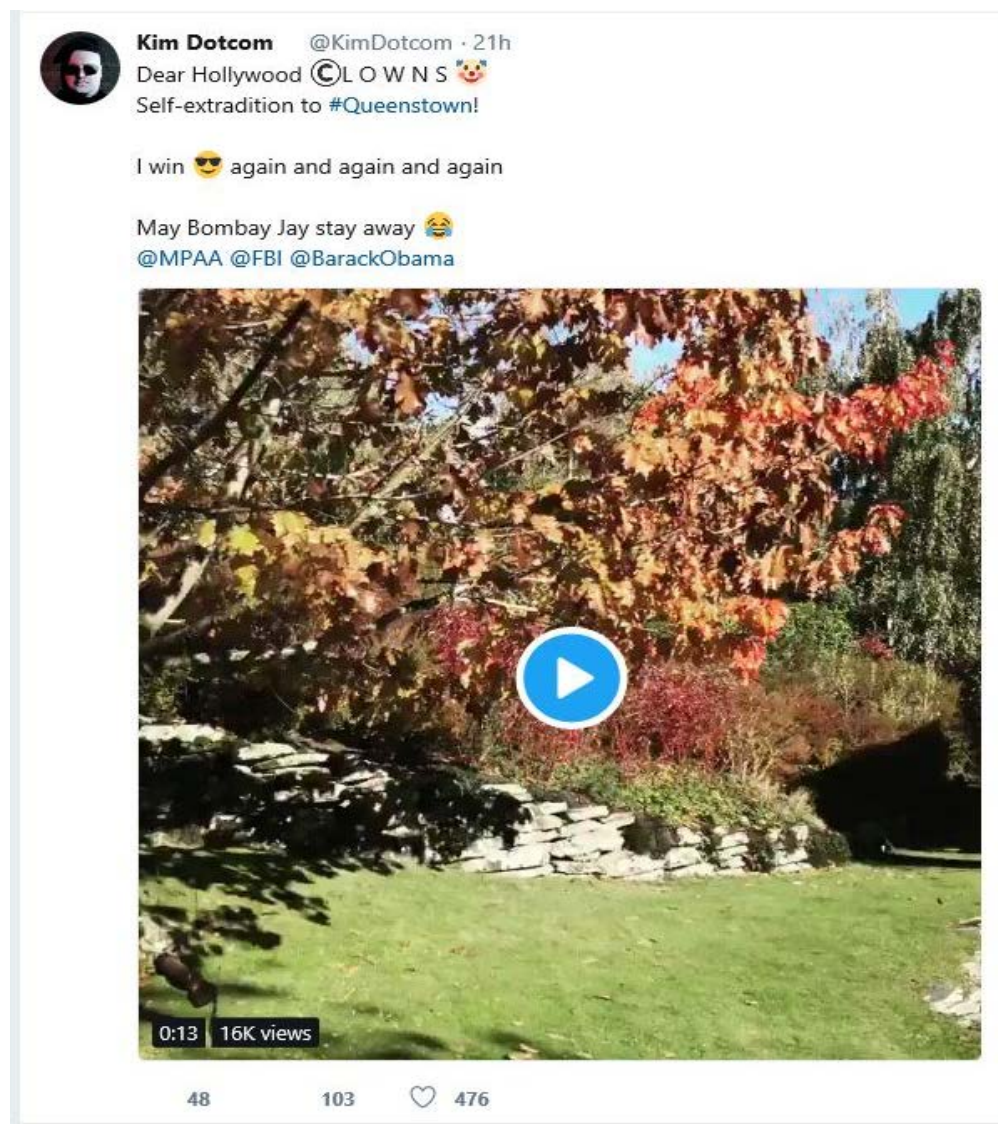 Kim Dotcom @KimDotcom · 21h
Dear Hollywood ⒸL O W N S 🤡
Self-extradition to #Queenstown!
I win 😎 again and again and again
May Bombay Jay stay away 😂
@MPAA @FBI @BarackObama
0:13 16K views
48 103 476